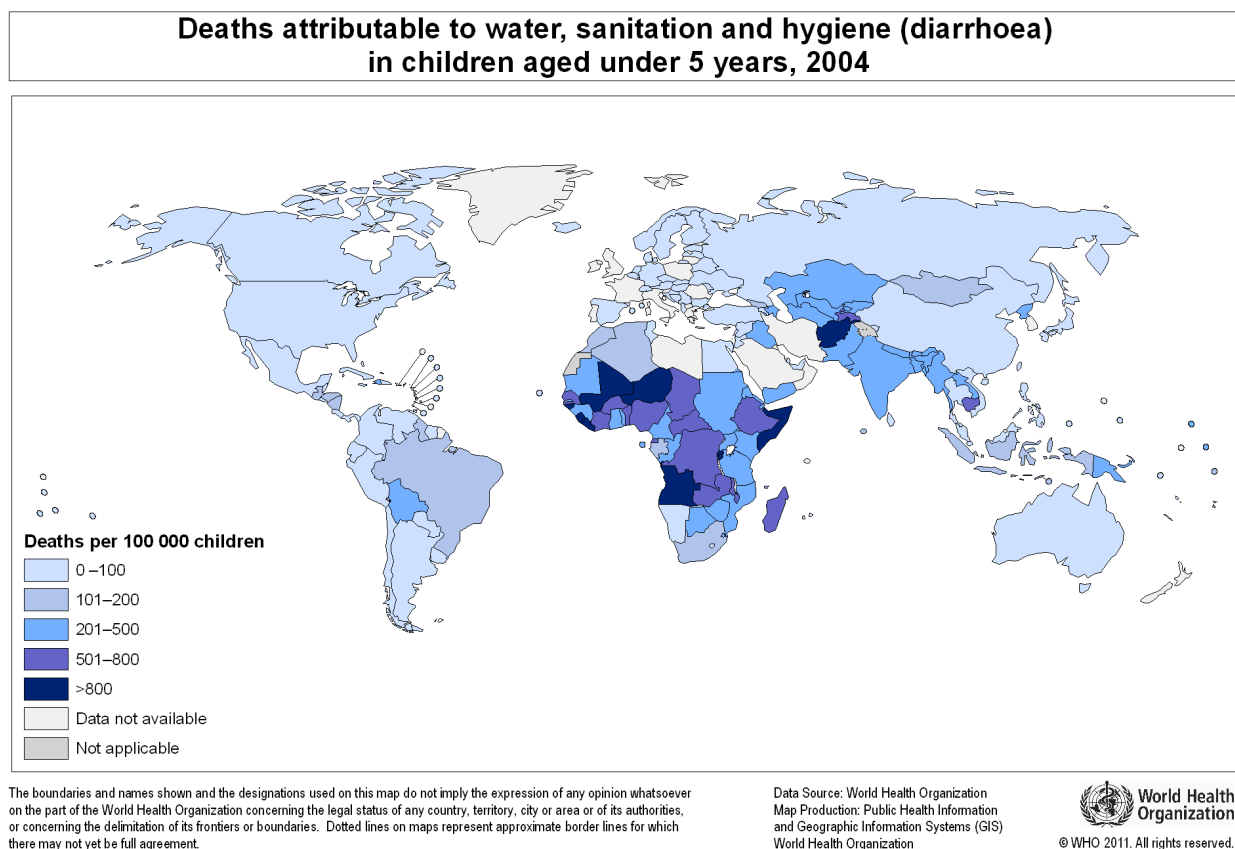 Deaths attributable to water, sanitation and hygiene (diarrhoea)
in children aged under 5 years, 2004
Deaths per 100 000 children
0 –100
101–200
201–500
501–800
>800
Data not available
Not applicable
The boundaries and names shown and the designations used on this map do not imply the expression of any opinion whatsoever
on the part of the World Health Organization concerning the legal status of any country, territory, city or area or of its authorities,
or concerning the delimitation of its frontiers or boundaries. Dotted lines on maps represent approximate border lines for which
there may not yet be full agreement.
Data Source: World Health Organization
Map Production: Public Health Information
and Geographic Information Systems (GIS)
World Health Organization
World Health
Organization
© WHO 2011. All rights reserved.